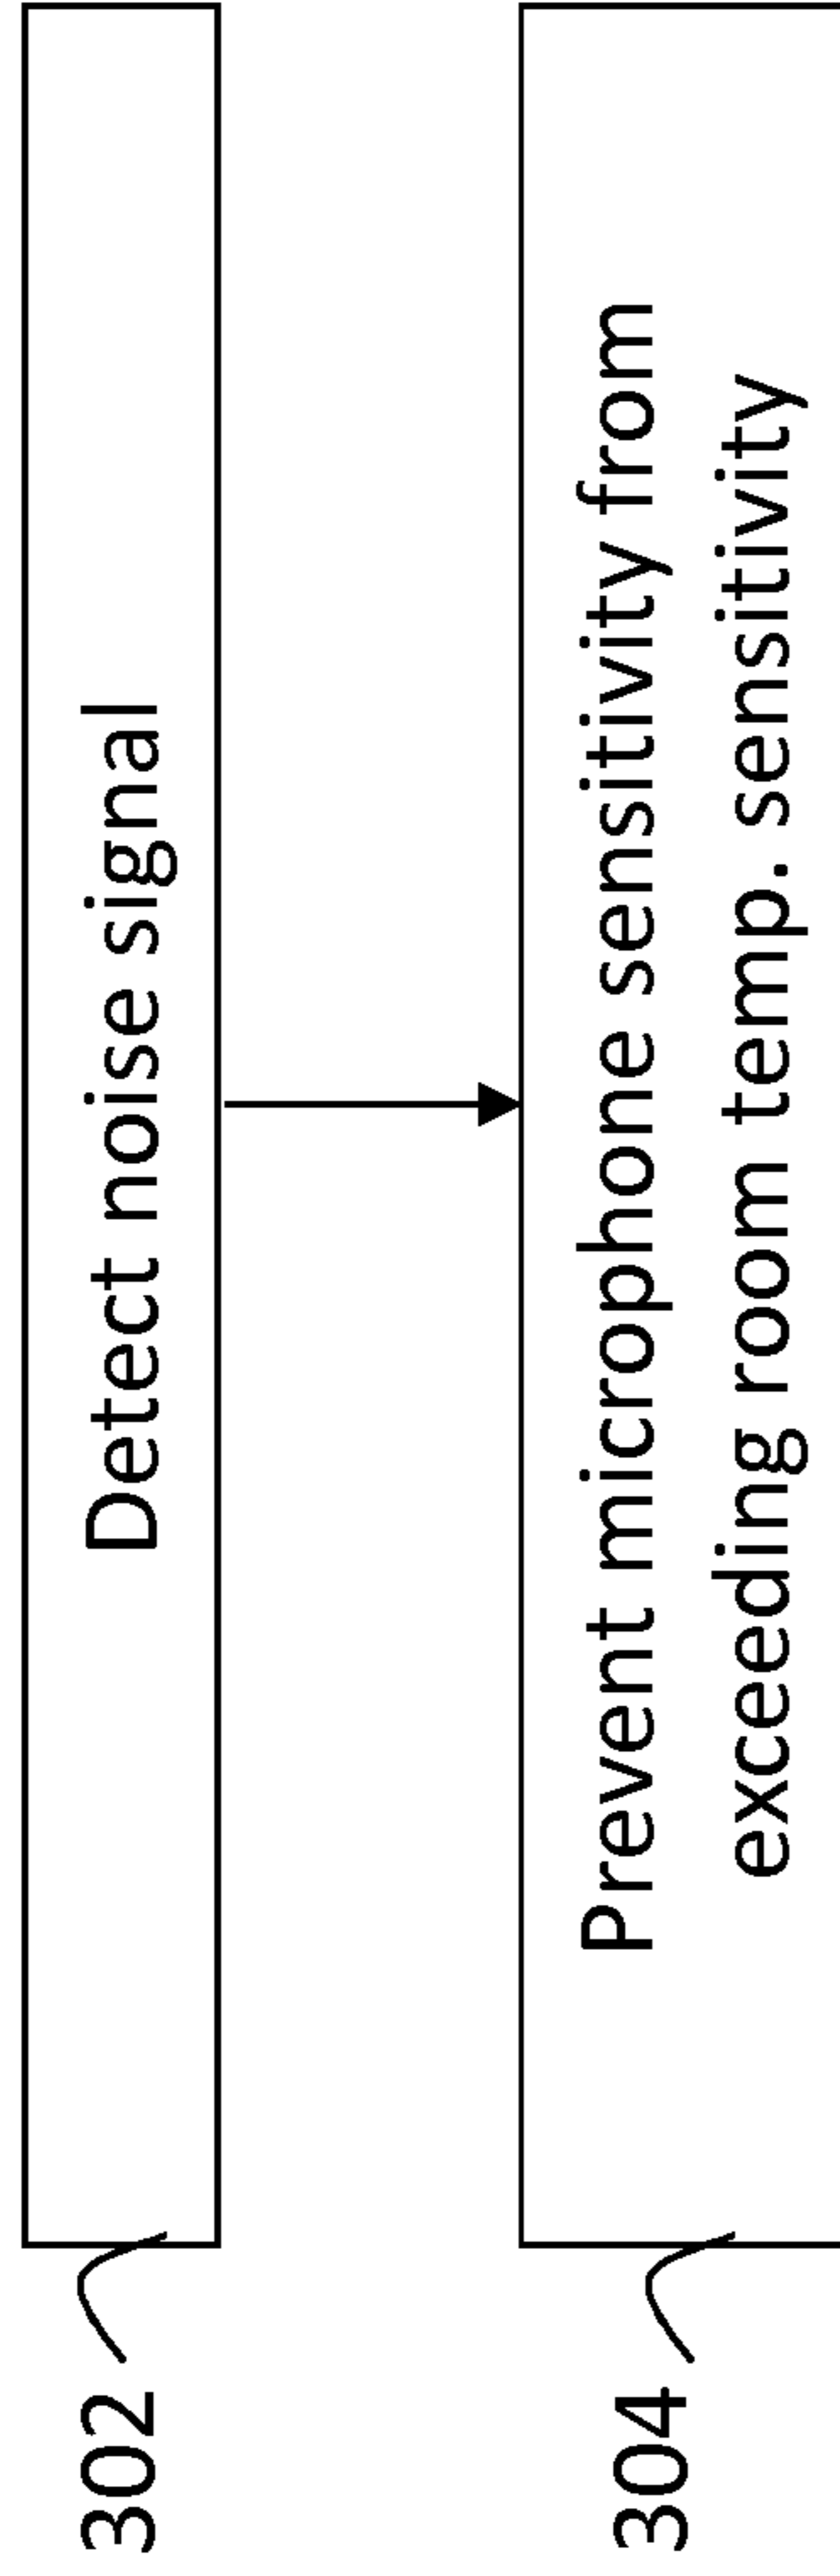 302
Detect noise signal
304
Prevent microphone sensitivity from
exceeding room temp. sensitivity